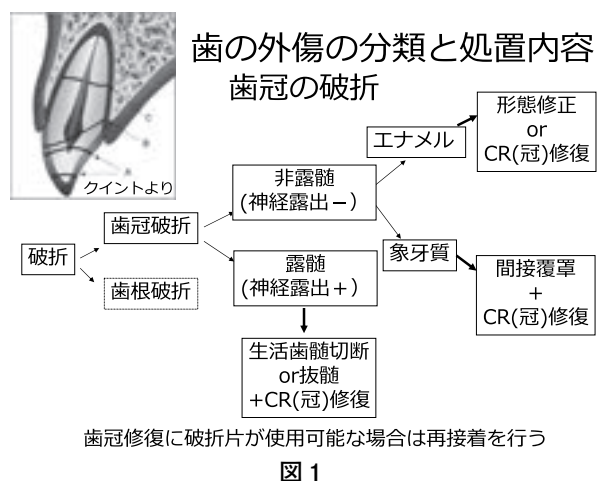 歯の外傷の分類と処置内容
歯冠の破折
C
B
A
クイントより
破折
歯冠破折
歯根破折
非露髄
(神経露出－)
露髄
(神経露出＋)
エナメル
象牙質
形態修正
or
CR(冠)修復
間接覆罩
+
CR(冠)修復
生活歯髄切断
or抜髄
+CR(冠)修復
歯冠修復に破折片が使用可能な場合は再接着を行う
図 1